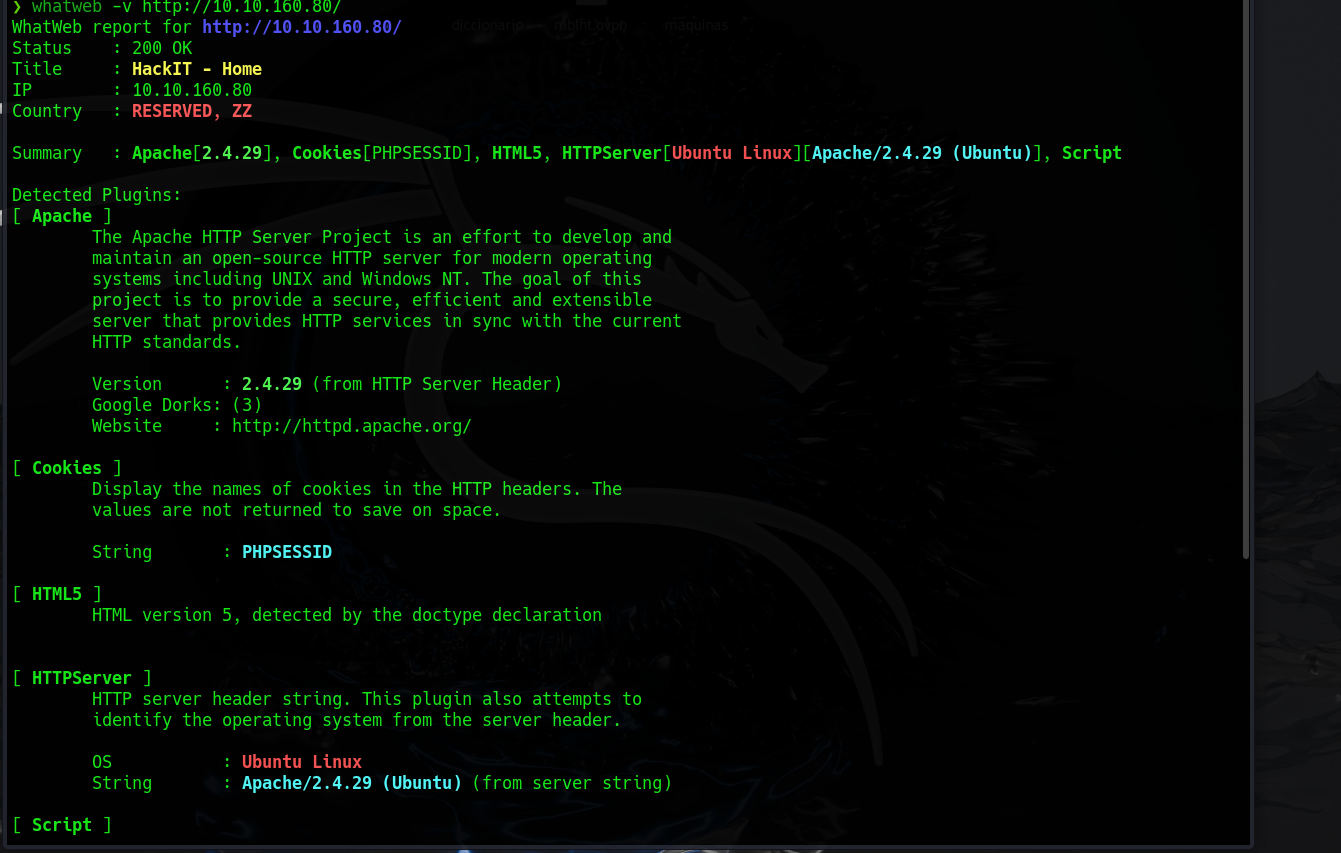 ❯ whatweb -v http://10.10.160.80/
diccionario mblht.ovpn máquinas
WhatWeb report for http://10.10.160.80/
Status    : 200 OK
Title     : HackIT - Home
IP        : 10.10.160.80
Country   : RESERVED, ZZ
Summary   : Apache[2.4.29], Cookies[PHPSESSID], HTML5, HTTPServer[Ubuntu Linux][Apache/2.4.29 (Ubuntu)], Script
Detected Plugins:
[ Apache ]
The Apache HTTP Server Project is an effort to develop and
maintain an open-source HTTP server for modern operating
systems including UNIX and Windows NT. The goal of this
project is to provide a secure, efficient and extensible
server that provides HTTP services in sync with the current
HTTP standards.
Version      : 2.4.29 (from HTTP Server Header)
Google Dorks: (3)
Website     : http://httpd.apache.org/
[ Cookies ]
Display the names of cookies in the HTTP headers. The
values are not returned to save on space.
String       : PHPSESSID
[ HTML5 ]
HTML version 5, detected by the doctype declaration
[ HTTPServer ]
HTTP server header string. This plugin also attempts to
identify the operating system from the server header.
OS           : Ubuntu Linux
String       : Apache/2.4.29 (Ubuntu) (from server string)
[ Script ]